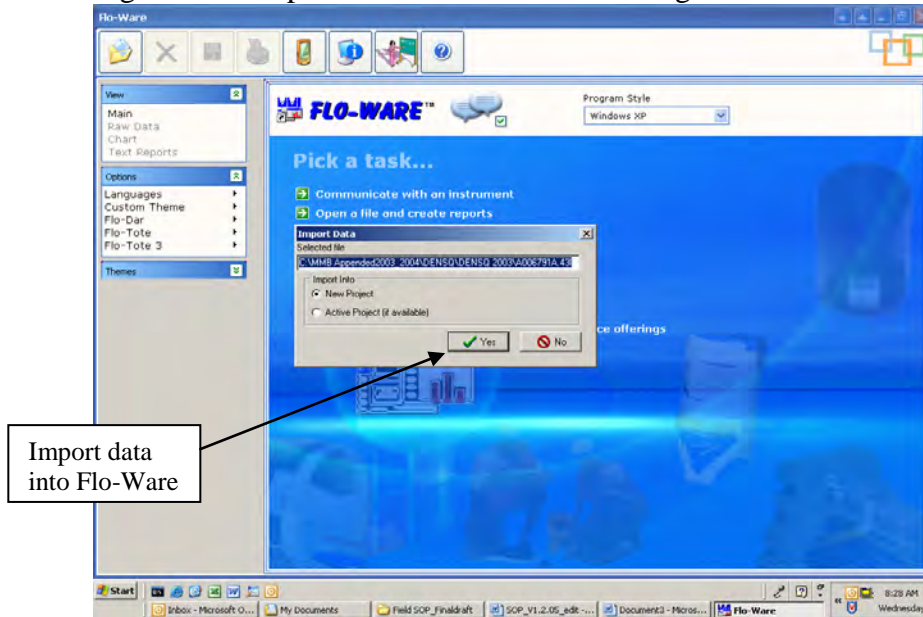 Flo-Ware
View
Main
Raw Data
Chart
Text Reports
Options
Languages
Custom Theme
Flo-Dar
Flo-Tote
Flo-Tote 3
Themes
FLO-WARE™
Program Style
Windows XP
Pick a task...
Communicate with an instrument
Open a file and create reports
Import Data
Selected file
C:\MMB Appended2003_2004\DENSQ\DENSQ 2003\A006791A.43
Import Into
New Project
Active Project (if available)
Yes
No
ce offerings
Import data
into Flo-Ware
Start
Inbox - Microsoft O...
My Documents
Field SOP_Finaldraft
SOP_V1.2.05_edit -...
Document3 - Micros...
Flo-Ware
8:28 AM
Wednesday